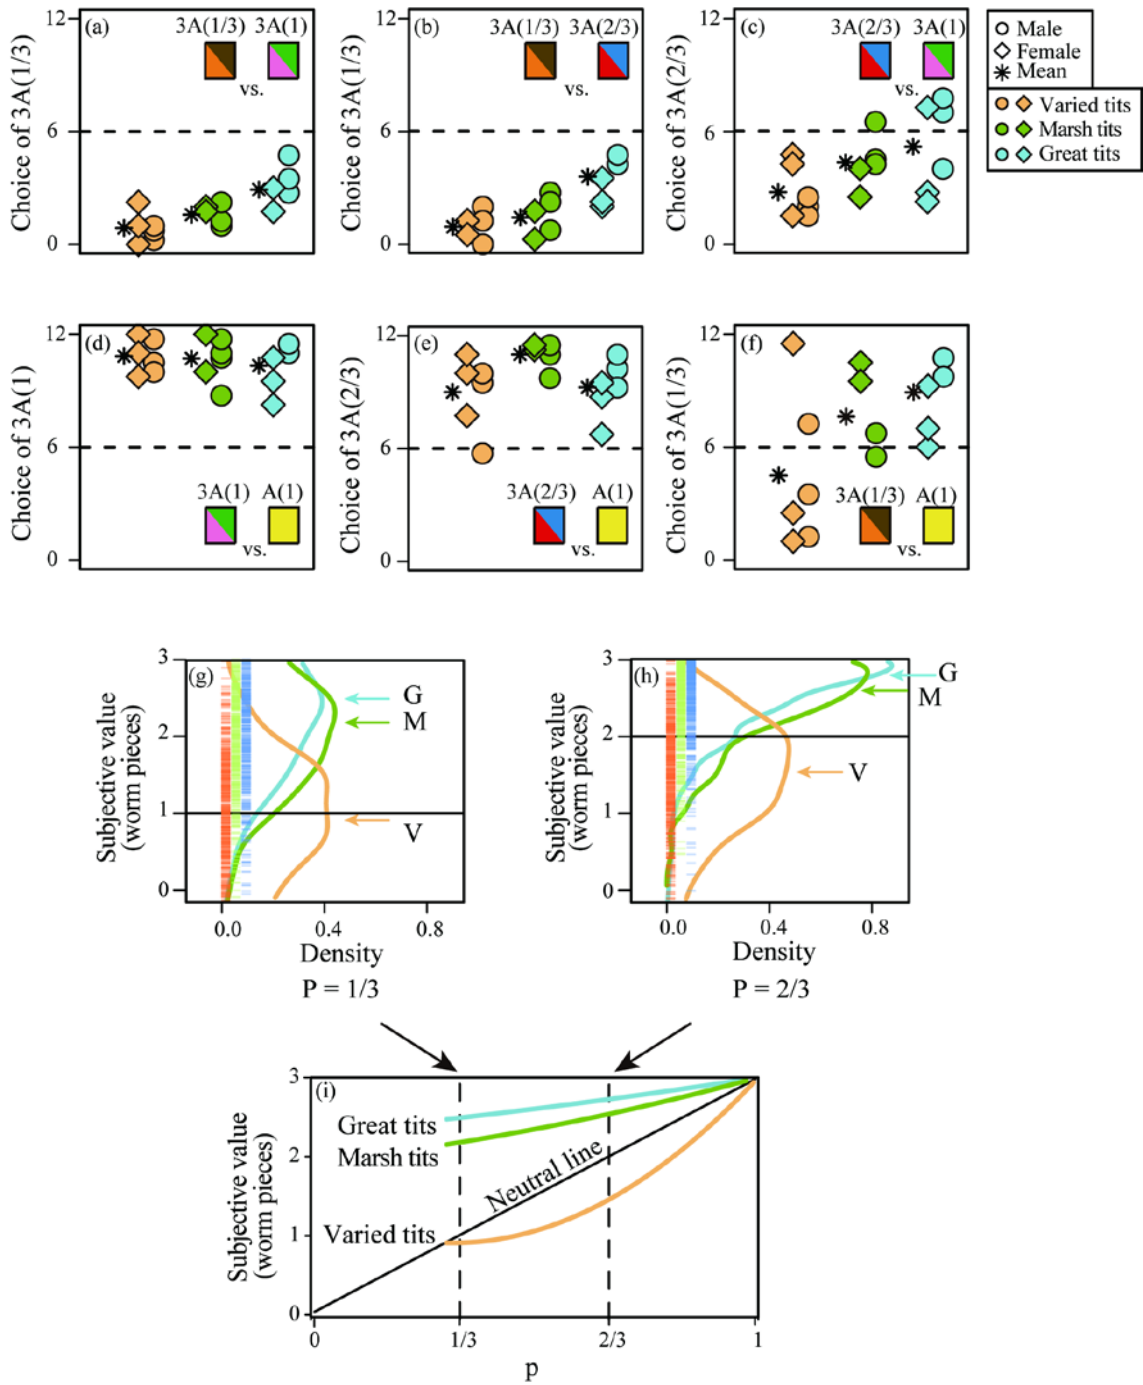 12
(a)
3A(1/3)
3A(1)
vs.
6
0
Choice of 3A(1/3)
12
(b)
3A(1/3)
3A(2/3)
vs.
6
0
Choice of 3A(1/3)
12
(c)
3A(2/3)
3A(1)
vs.
6
0
Choice of 3A(2/3)
Male
Female
Mean
Varied tits
Marsh tits
Great tits
12
(d)
6
3A(1)
A(1)
vs.
0
Choice of 3A(1)
12
(e)
6
3A(2/3)
A(1)
vs.
0
Choice of 3A(2/3)
12
(f)
6
3A(1/3)
A(1)
vs.
0
Choice of 3A(1/3)
3
(g)
G
M
2
1
V
0
Subjective value
(worm pieces)
0.0
0.4
0.8
Density
P = 1/3
3
(h)
G
M
2
V
1
0
Subjective value
(worm pieces)
0.0
0.4
0.8
Density
P = 2/3
3
(i)
Great tits
Marsh tits
2
Neutral line
Varied tits
1
0
Subjective value
(worm pieces)
0
1/3
2/3
1
p